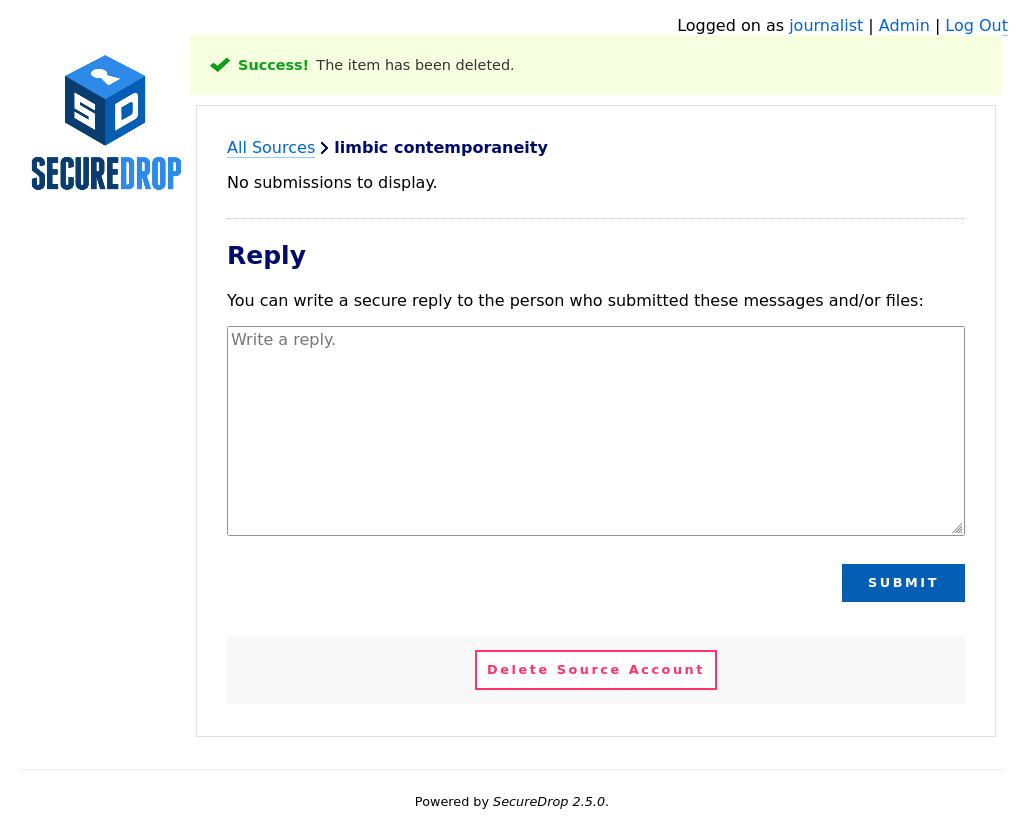 Logged on as journalist | Admin | Log Out
Success! The item has been deleted.
SD
SECUREDROP
All Sources > limbic contemporaneity
No submissions to display.
Reply
You can write a secure reply to the person who submitted these messages and/or files:
Write a reply.
SUBMIT
Delete Source Account
Powered by SecureDrop 2.5.0.